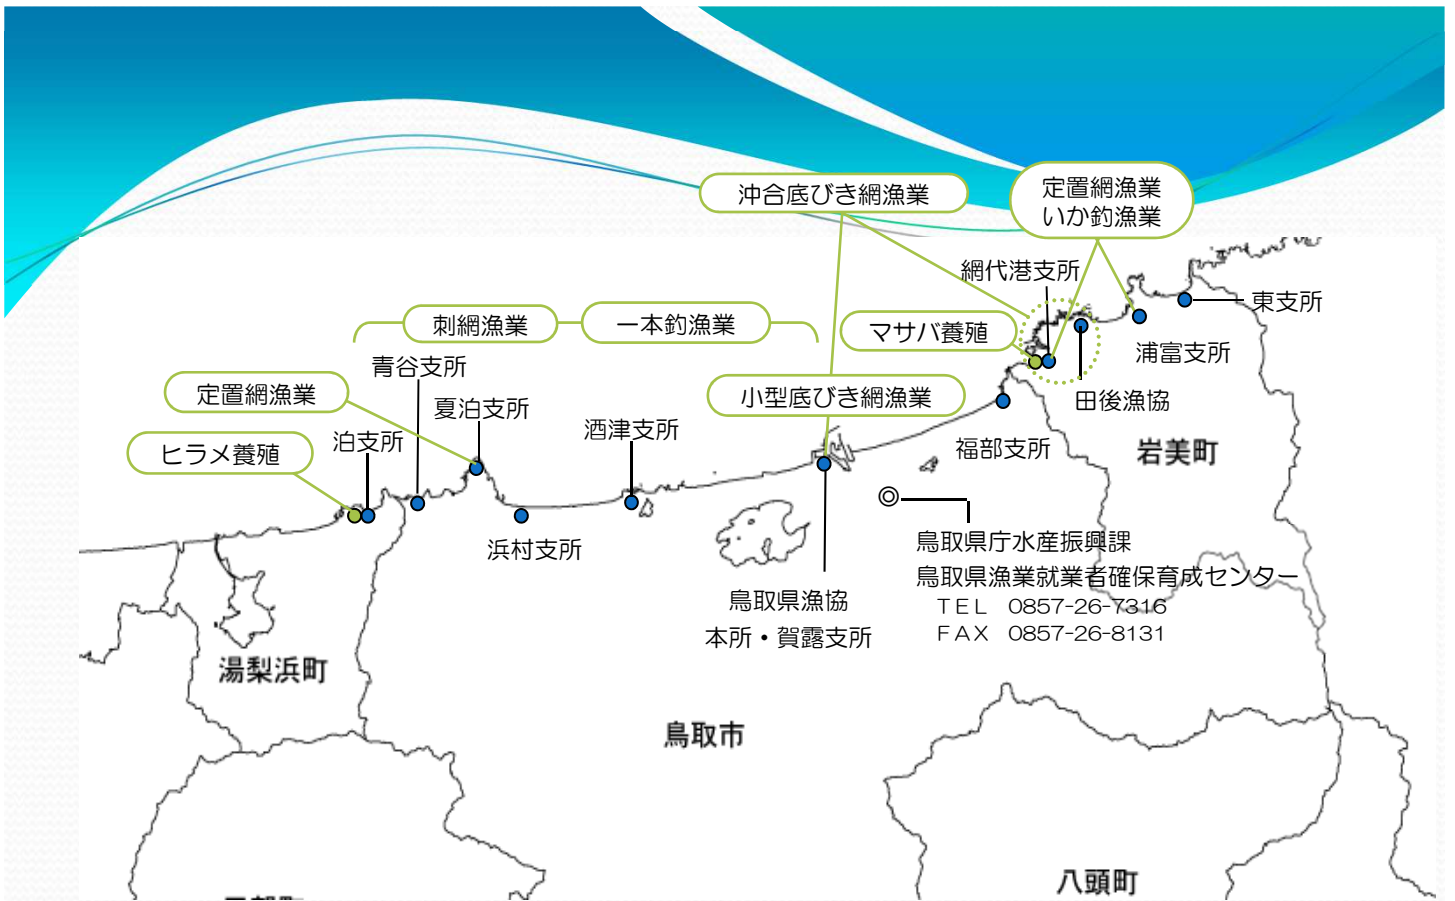 沖合底びき網漁業
定置網漁業
いか釣漁業
網代港支所
東支所
刺網漁業
一本釣漁業
マサバ養殖
浦富支所
青谷支所
定置網漁業
夏泊支所
小型底びき網漁業
田後漁協
酒津支所
泊支所
ヒラメ養殖
福部支所
岩美町
浜村支所
鳥取県庁水産振興課
鳥取県漁業就業者確保育成センター
TEL 0857-26-7316
FAX 0857-26-8131
鳥取県漁協
本所・賀露支所
湯梨浜町
鳥取市
八頭町